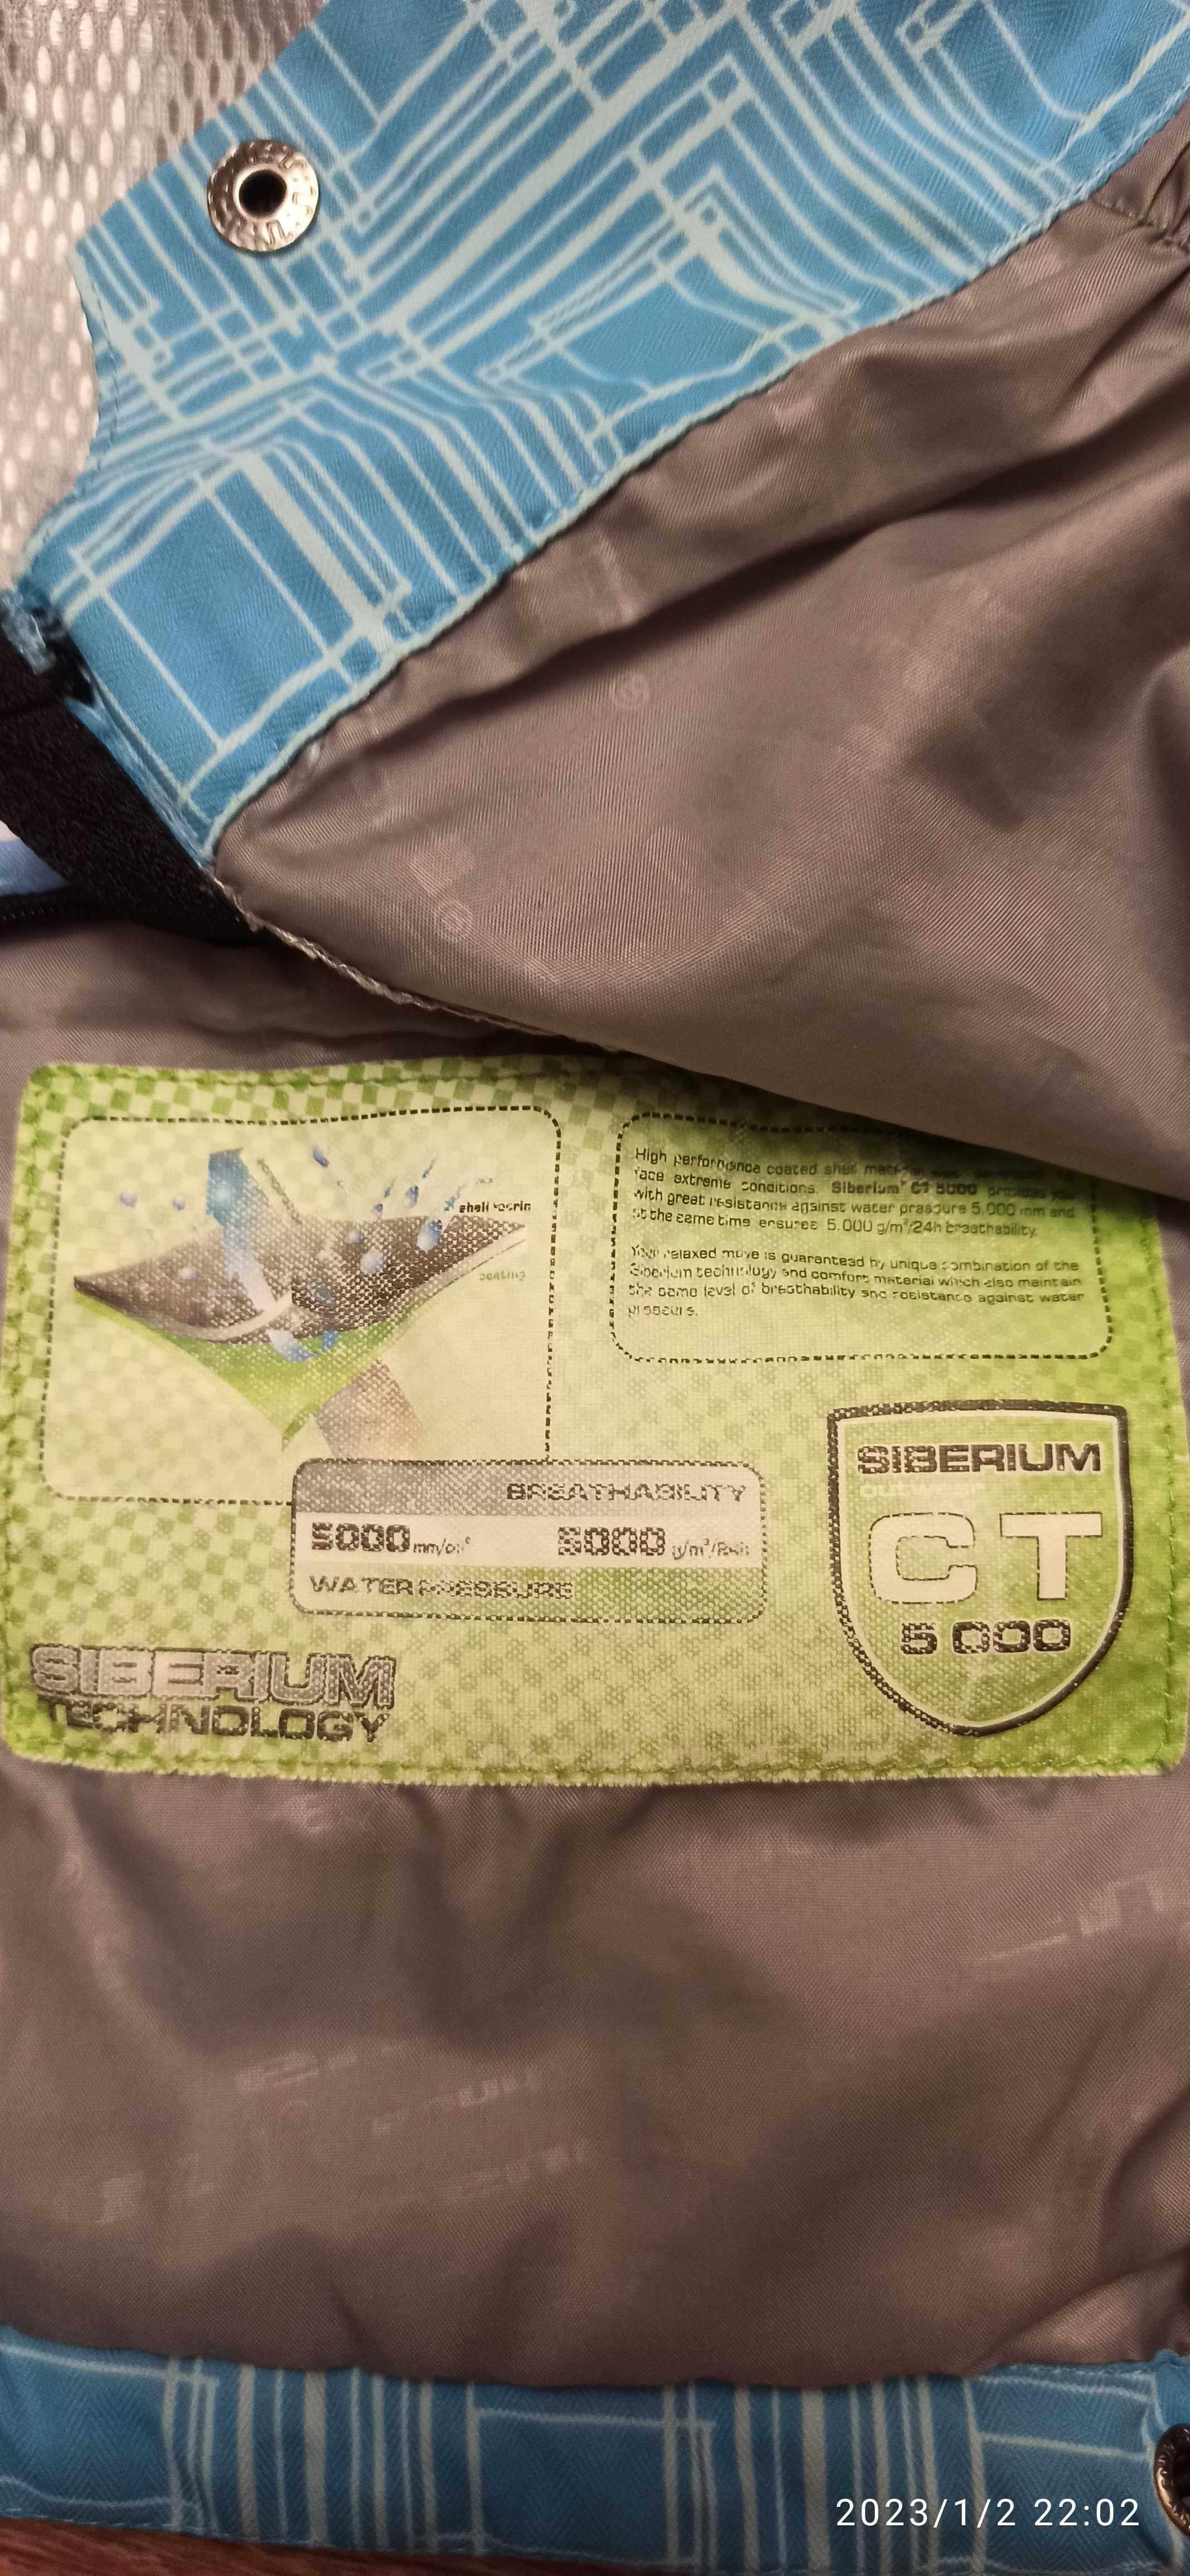 shell
coating
High performance coated shell
face extreme conditions. Siberium® CT 5000 provides you
with great resistance against water pressure 5.000 mm and
at the same time ensures 5.000 g/m²/24h breathability.
Your relaxed move is guaranteed by unique combination of the
Siberium technology and comfort material which also maintain
the same level of breathability and resistance against water
BREATHABILITY
5000 5000 g/m²/24h
WATER PRESSURE
SIBERIUM
CT
5 000
SIBERIUM
TECHNOLOGY
2023/1/2 22:02